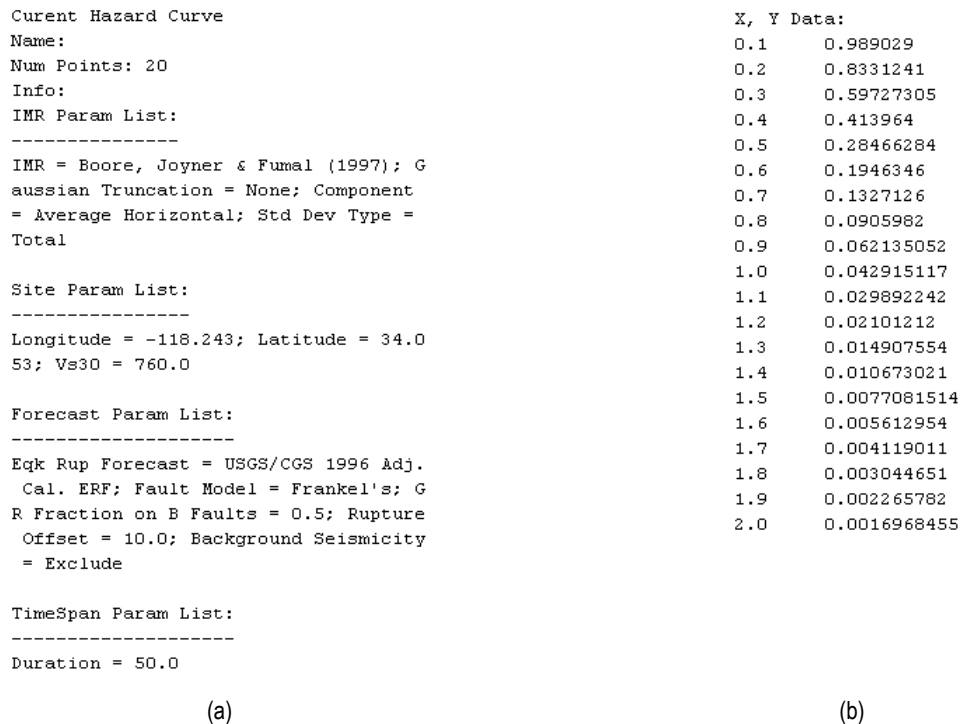 Curent Hazard Curve
Name:
Num Points: 20
Info:
IMR Param List:
---------------
IMR = Boore, Joyner & Fumal (1997); G
aussian Truncation = None; Component
= Average Horizontal; Std Dev Type =
Total
Site Param List:
----------------
Longitude = -118.243; Latitude = 34.0
53; Vs30 = 760.0
Forecast Param List:
--------------------
Eqk Rup Forecast = USGS/CGS 1996 Adj.
Cal. ERF; Fault Model = Frankel's; G
R Fraction on B Faults = 0.5; Rupture
Offset = 10.0; Background Seismicity
= Exclude
TimeSpan Param List:
--------------------
Duration = 50.0
(a)
X, Y Data:
0.1 0.989029
0.2 0.8331241
0.3 0.59727305
0.4 0.413964
0.5 0.28466284
0.6 0.1946346
0.7 0.1327126
0.8 0.0905982
0.9 0.062135052
1.0 0.042915117
1.1 0.029892242
1.2 0.02101212
1.3 0.014907554
1.4 0.010673021
1.5 0.0077081514
1.6 0.005612954
1.7 0.004119011
1.8 0.003044651
1.9 0.002265782
2.0 0.0016968455
(b)